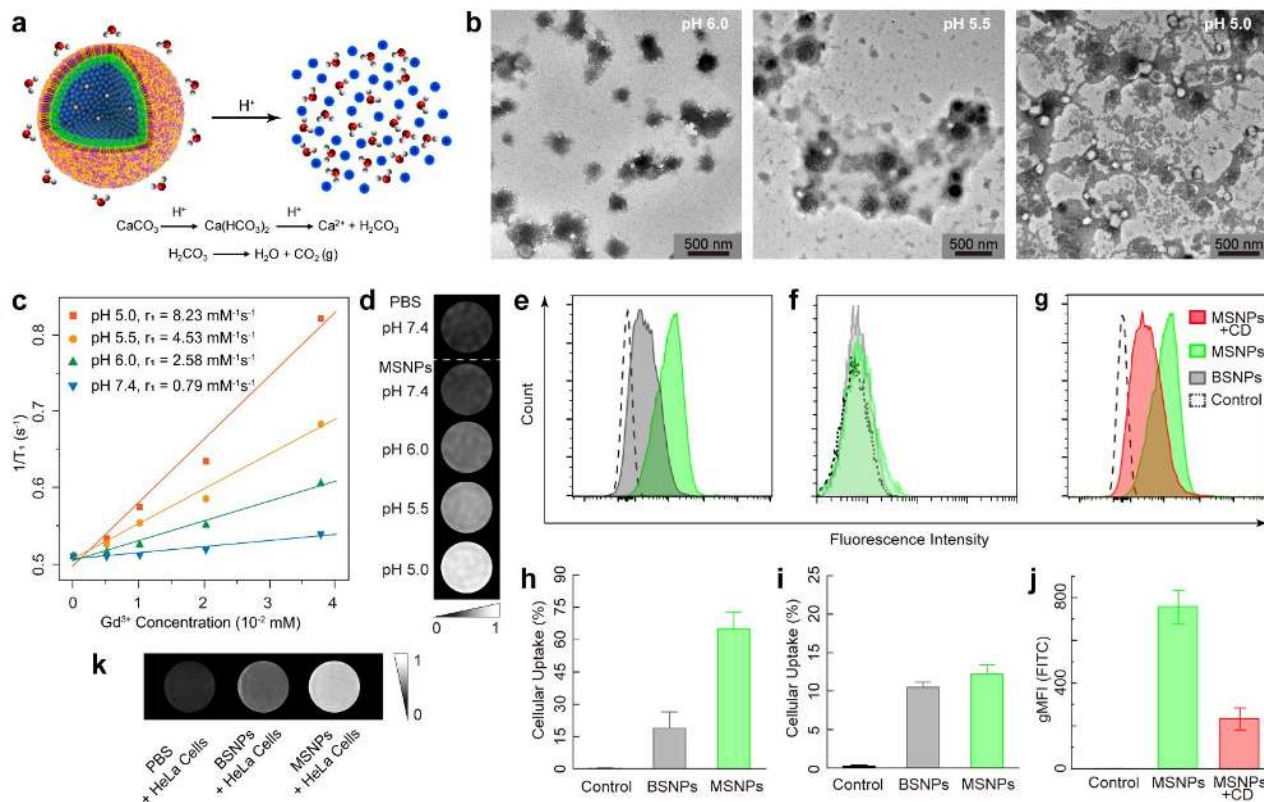 a
H⁺
H⁺ H⁺
CaCO₃ Ca(HCO₃)₂ Ca²⁺ + H₂CO₃
H₂CO₃ H₂O + CO₂ (g)
b
pH 6.0
500 nm
pH 5.5
500 nm
pH 5.0
500 nm
c
pH 5.0, r₁ = 8.23 mM⁻¹s⁻¹
pH 5.5, r₁ = 4.53 mM⁻¹s⁻¹
pH 6.0, r₁ = 2.58 mM⁻¹s⁻¹
pH 7.4, r₁ = 0.79 mM⁻¹s⁻¹
1/T₁ (s⁻¹)
0.8
0.7
0.6
0.5
0 1 2 3 4
Gd³⁺ Concentration (10⁻² mM)
d
PBS
pH 7.4
MSNPs
pH 7.4
pH 6.0
pH 5.5
pH 5.0
0 1
e
Count
f
g
Fluorescence Intensity
MSNPs
+CD
MSNPs
BSNPs
Control
h
Cellular Uptake (%)
90
75
60
45
30
15
0
Control BSNPs MSNPs
i
Cellular Uptake (%)
25
20
15
10
5
0
Control BSNPs MSNPs
j
gMFI (FITC)
800
400
0
Control MSNPs MSNPs
+CD
k
1
0
PBS
+ HeLa Cells
BSNPs
+ HeLa Cells
MSNPs
+ HeLa Cells